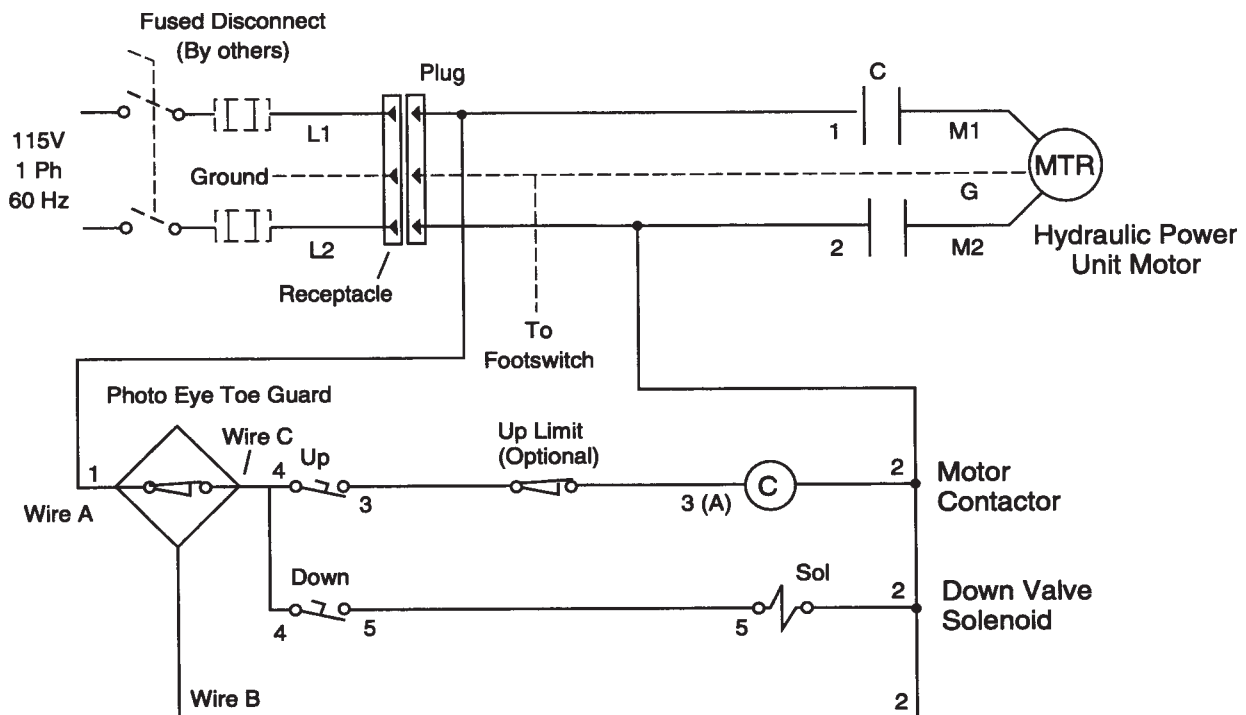 Fused Disconnect
(By others)
Plug
C
L1
1
M1
115V
1 Ph
60 Hz
Ground
MTR
G
L2
2
M2
Hydraulic Power
Unit Motor
Receptacle
To
Footswitch
Photo Eye Toe Guard
Wire C
Up Limit
(Optional)
1
4
Up
2
Motor
Contactor
Wire A
3
3 (A)
C
Down
Sol
2
Down Valve
Solenoid
4
5
5
Wire B
2